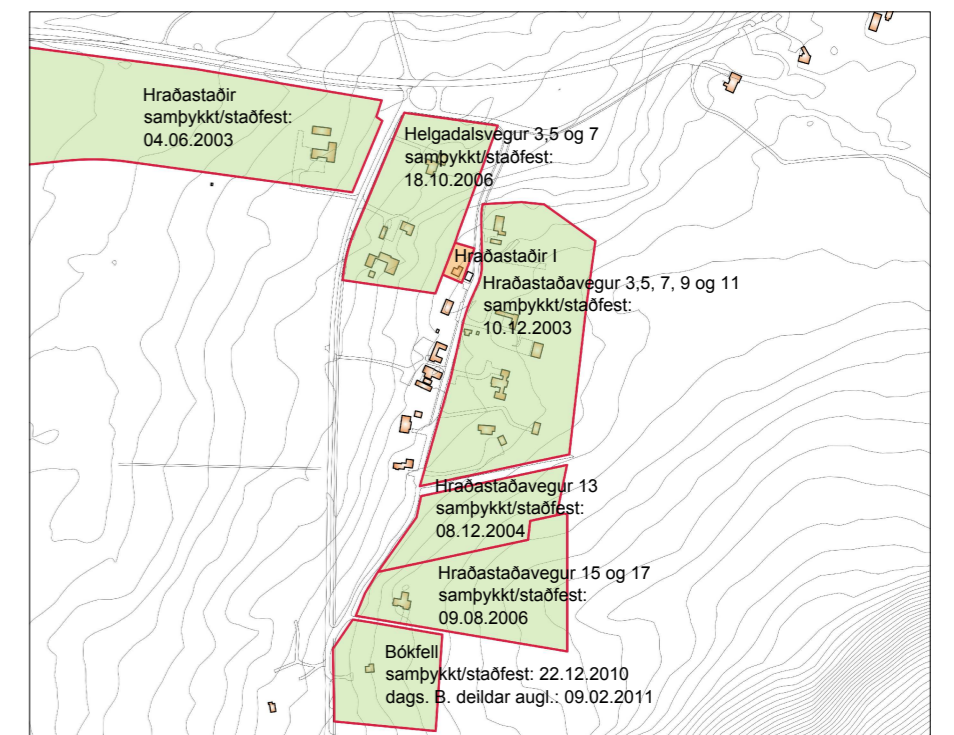 Hraðastaðir
samþykkt/staðfest:
04.06.2003
Helgadalsvegur 3,5 og 7
samþykkt/staðfest:
18.10.2006
Hraðastaðir I
Hraðastaðavegur 3,5, 7, 9 og 11
samþykkt/staðfest:
10.12.2003
Hraðastaðavegur 13
samþykkt/staðfest:
08.12.2004
Hraðastaðavegur 15 og 17
samþykkt/staðfest:
09.08.2006
Bókfell
samþykkt/staðfest: 22.12.2010
dags. B. deildar augl.: 09.02.2011